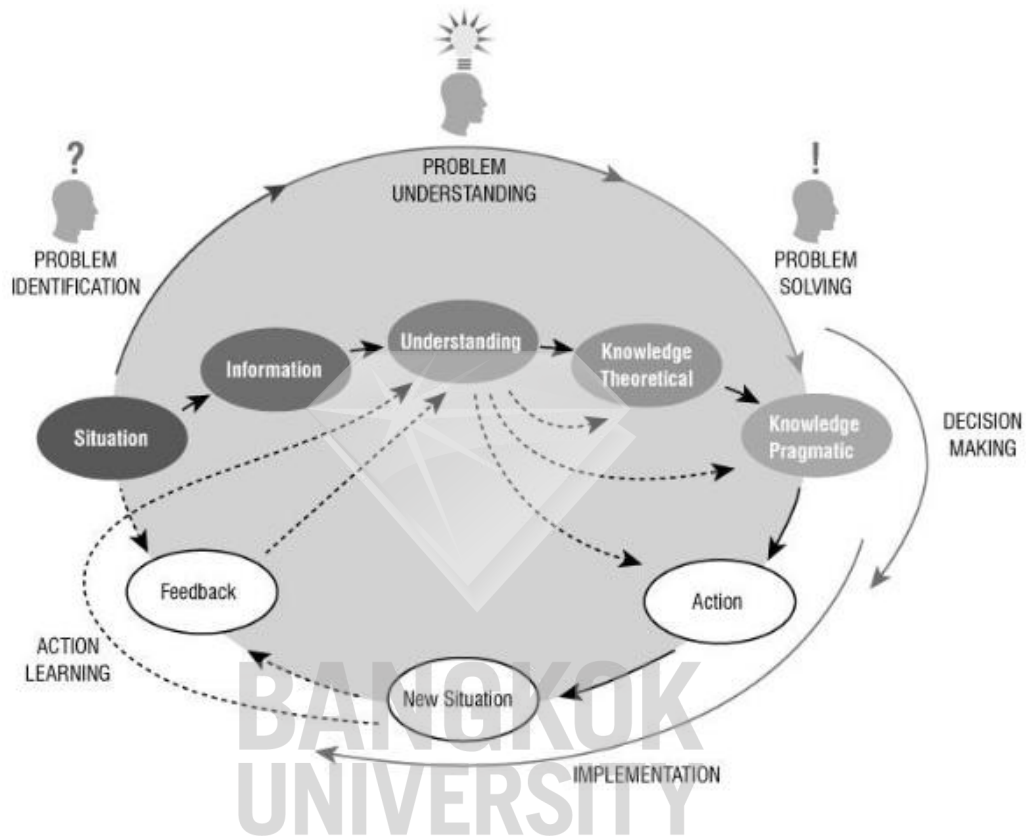 ?
PROBLEM
IDENTIFICATION
PROBLEM
UNDERSTANDING
!
PROBLEM
SOLVING
Situation
Information
Understanding
Knowledge
Theoretical
Knowledge
Pragmatic
DECISION
MAKING
Feedback
Action
ACTION
LEARNING
New Situation
IMPLEMENTATION
BANGKOK
UNIVERSITY